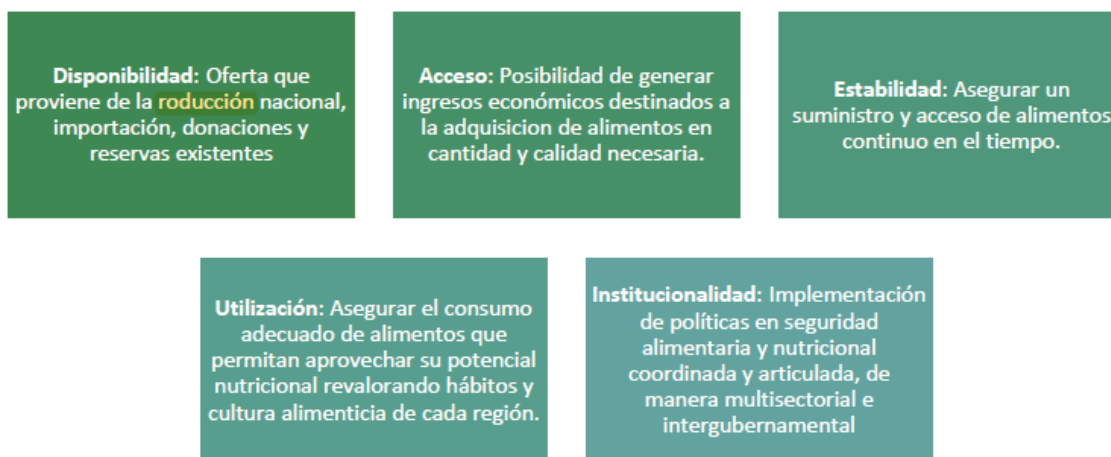 Disponibilidad: Oferta que
proviene de la roducción nacional,
importación, donaciones y
reservas existentes
Acceso: Posibilidad de generar
ingresos económicos destinados a
la adquisicion de alimentos en
cantidad y calidad necesaria.
Estabilidad: Asegurar un
suministro y acceso de alimentos
continuo en el tiempo.
Utilización: Asegurar el consumo
adecuado de alimentos que
permitan aprovechar su potencial
nutricional revalorando hábitos y
cultura alimenticia de cada región.
Institucionalidad: Implementación
de políticas en seguridad
alimentaria y nutricional
coordinada y articulada, de
manera multisectorial e
intergubernamental